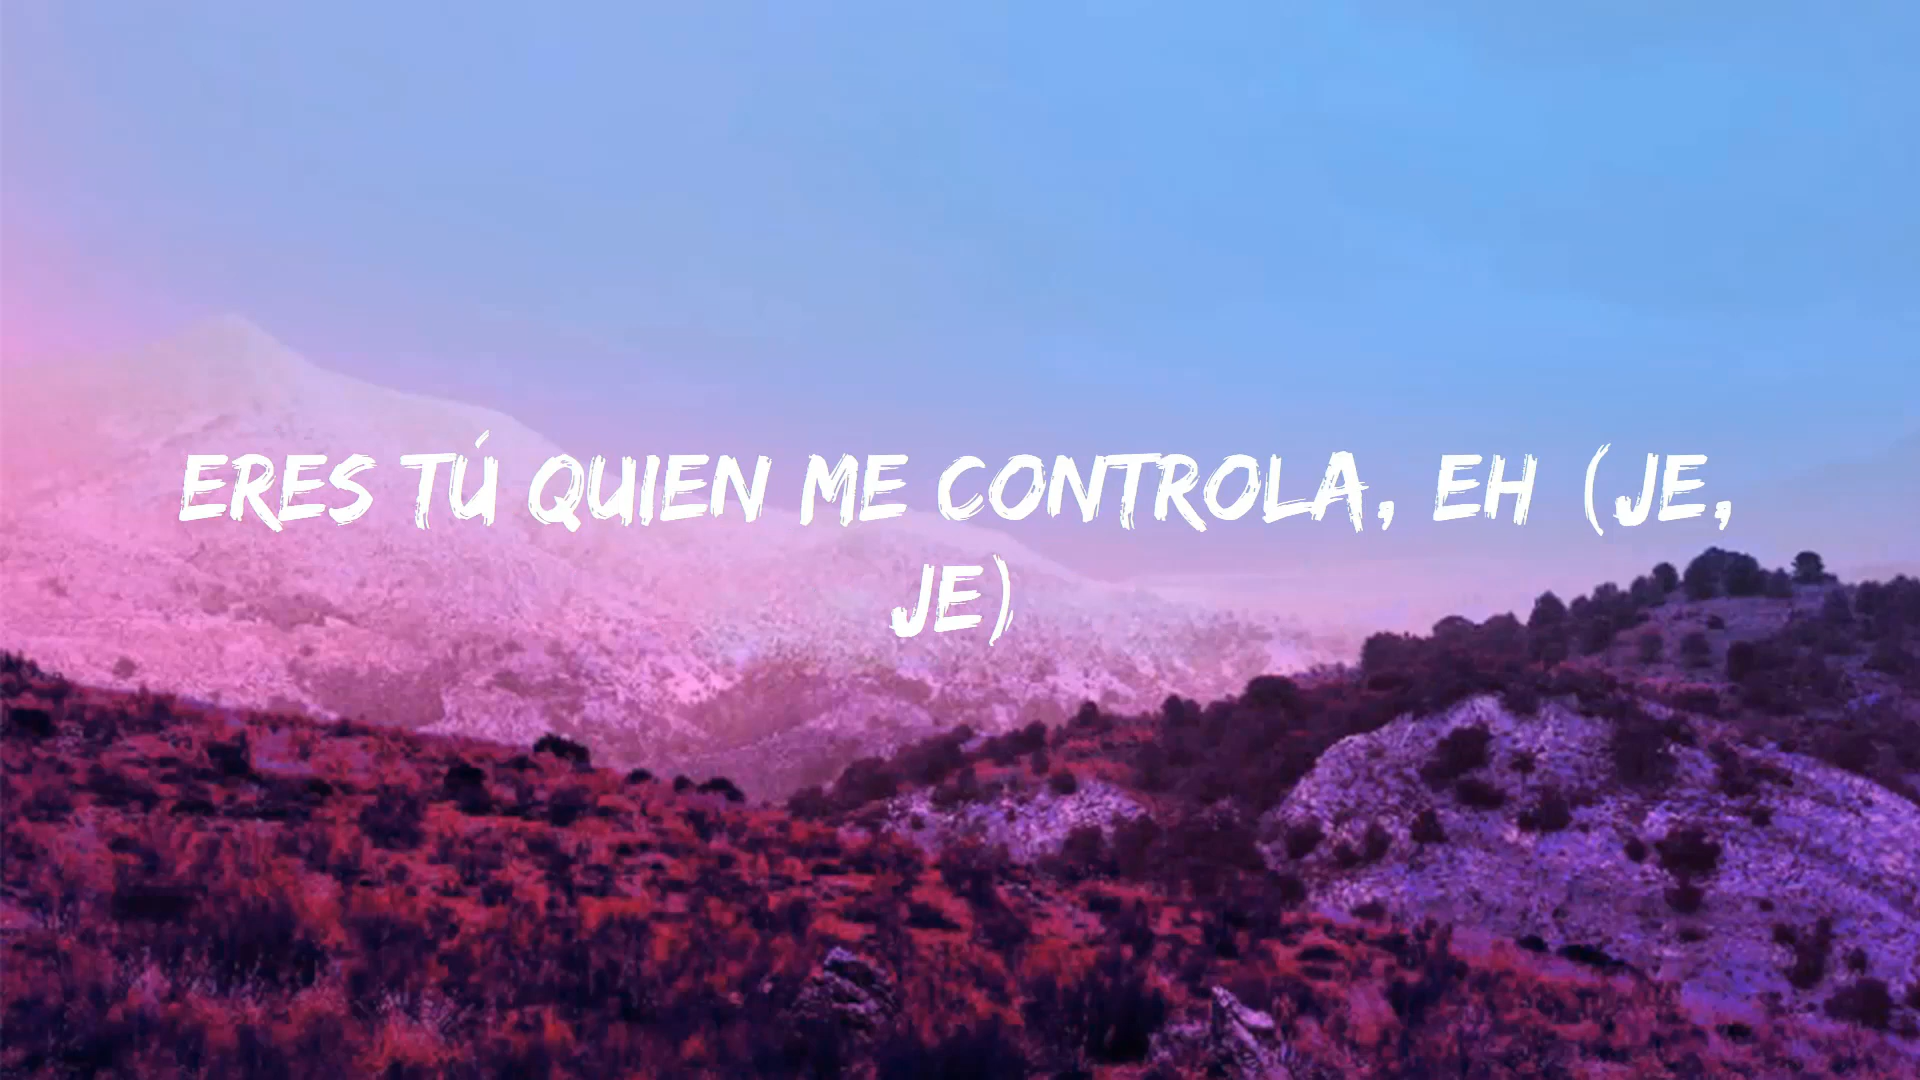 ERES TÚ QUIEN ME CONTROLA, EH (JE,
JE)